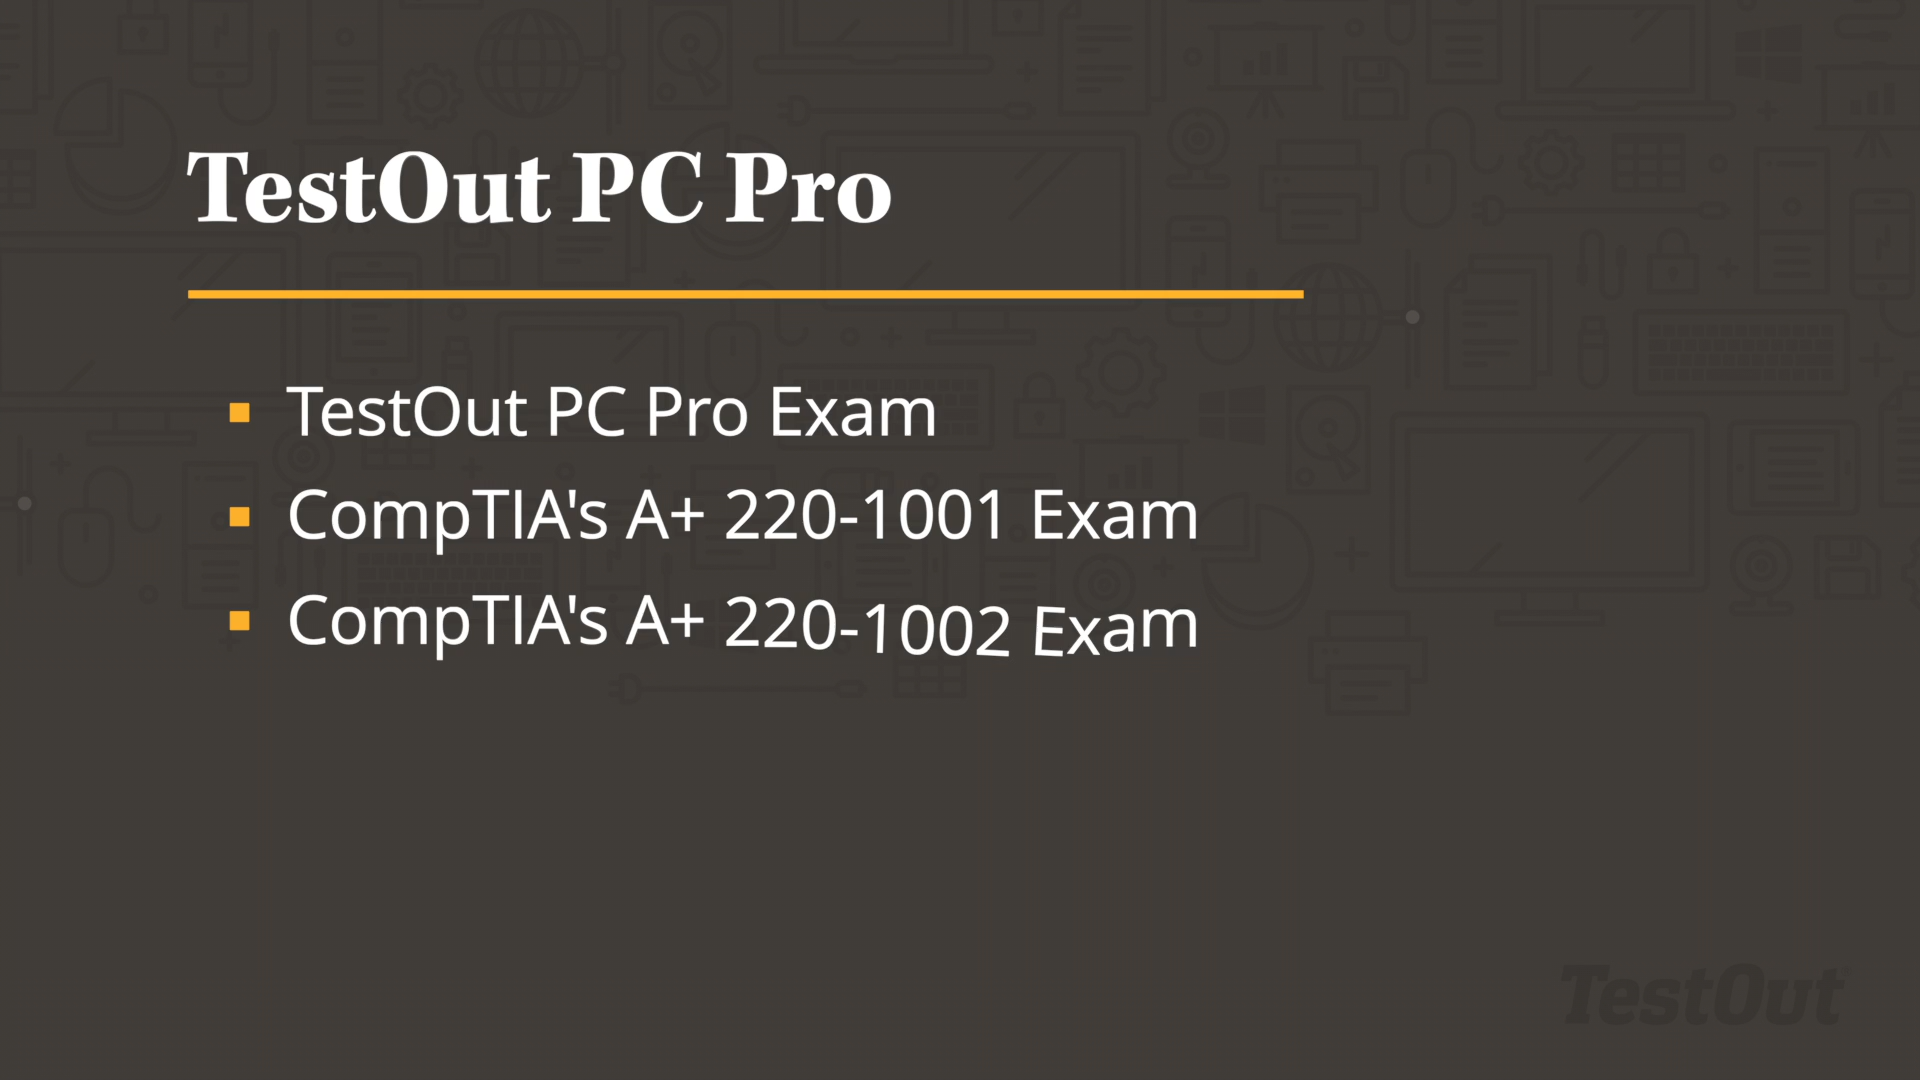 TestOut PC Pro
TestOut PC Pro Exam
CompTIA's A+ 220-1001 Exam
CompTIA's A+ 220-1002 Exam
TestOut